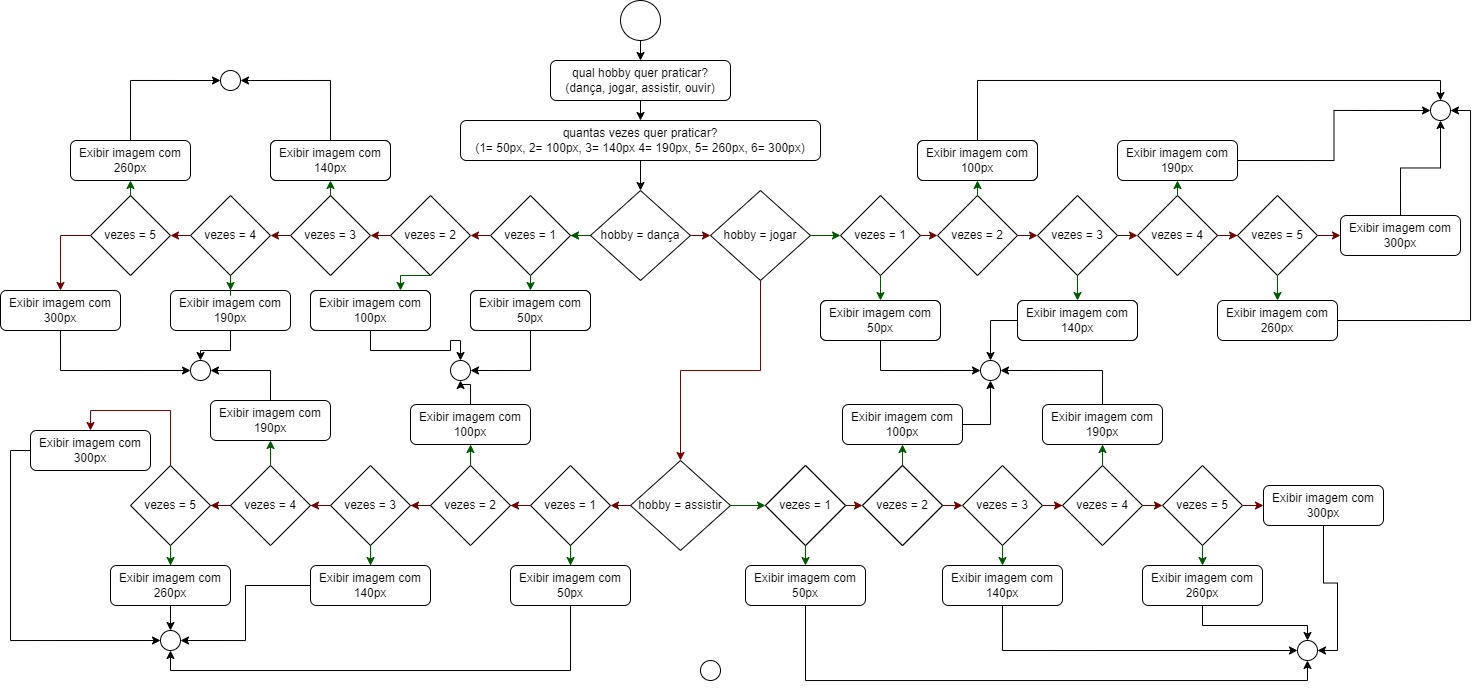 qual hobby quer praticar?
(dança, jogar, assistir, ouvir)
quantas vezes quer praticar?
(1= 50px, 2= 100px, 3= 140px 4= 190px, 5= 260px, 6= 300px)
Exibir imagem com
260px
Exibir imagem com
140px
Exibir imagem com
100px
Exibir imagem com
190px
vezes = 5
vezes = 4
vezes = 3
vezes = 2
vezes = 1
hobby = dança
hobby = jogar
vezes = 1
vezes = 2
vezes = 3
vezes = 4
vezes = 5
Exibir imagem com
300px
Exibir imagem com
300px
Exibir imagem com
190px
Exibir imagem com
100px
Exibir imagem com
50px
Exibir imagem com
50px
Exibir imagem com
140px
Exibir imagem com
260px
Exibir imagem com
300px
Exibir imagem com
190px
Exibir imagem com
100px
Exibir imagem com
100px
Exibir imagem com
190px
vezes = 5
vezes = 4
vezes = 3
vezes = 2
vezes = 1
hobby = assistir
vezes = 1
vezes = 2
vezes = 3
vezes = 4
vezes = 5
Exibir imagem com
300px
Exibir imagem com
260px
Exibir imagem com
140px
Exibir imagem com
50px
Exibir imagem com
50px
Exibir imagem com
140px
Exibir imagem com
260px